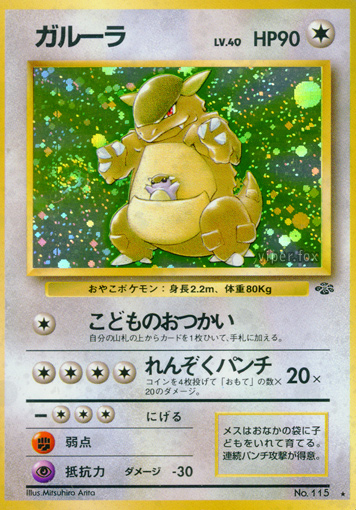 ガルーラ LV.40 HP90
viper.fox
おやこポケモン：身長2.2m、体重80Kg
こどものおつかい
自分の山札の上からカードを1枚ひいて、手札に加える。
れんぞくパンチ 20×
コインを4枚投げて「おもて」の数×
20のダメージ。
にげる
弱点
抵抗力 ダメージ -30
メスはおなかの袋に子
どもをいれて育てる。
連続パンチ攻撃が得意。
Illus. Mitsuhiro Arita
No. 115 ★